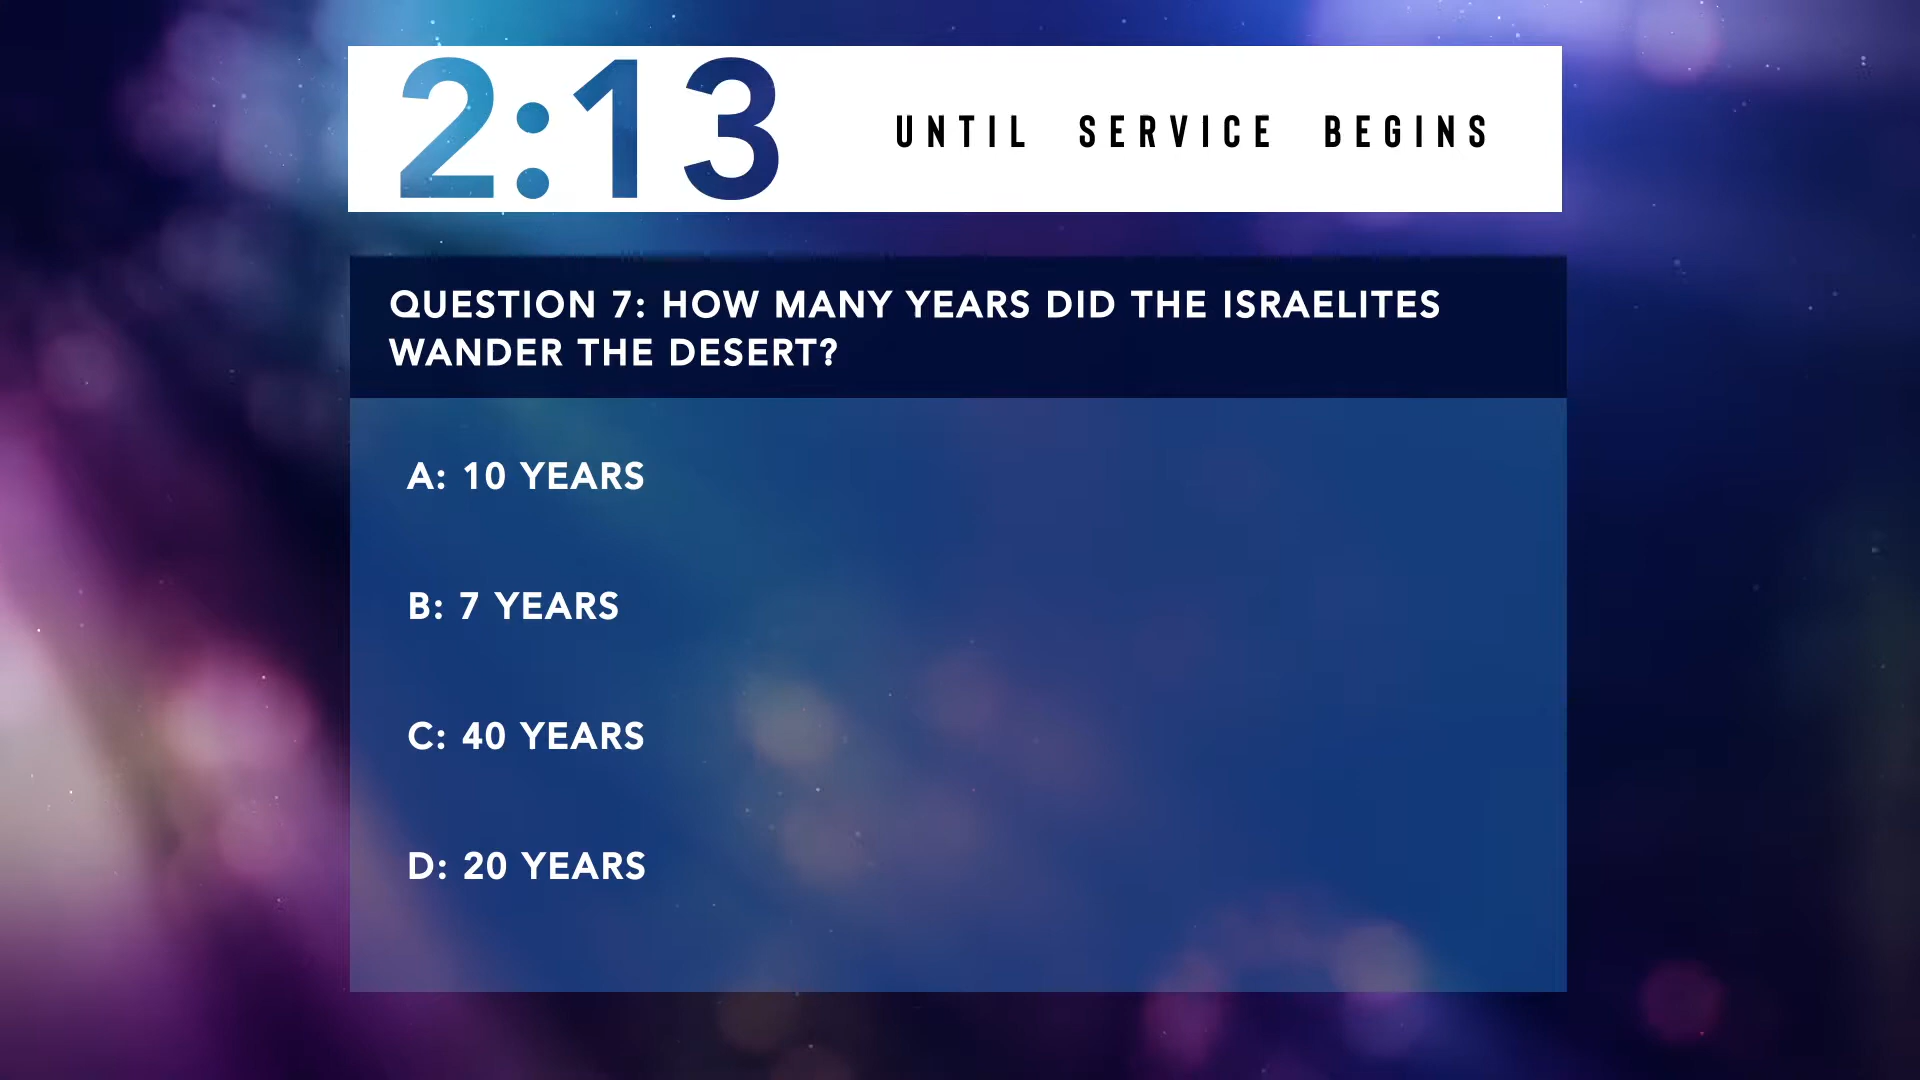 2:13 UNTIL SERVICE BEGINS
QUESTION 7: HOW MANY YEARS DID THE ISRAELITES
WANDER THE DESERT?
A: 10 YEARS
B: 7 YEARS
C: 40 YEARS
D: 20 YEARS